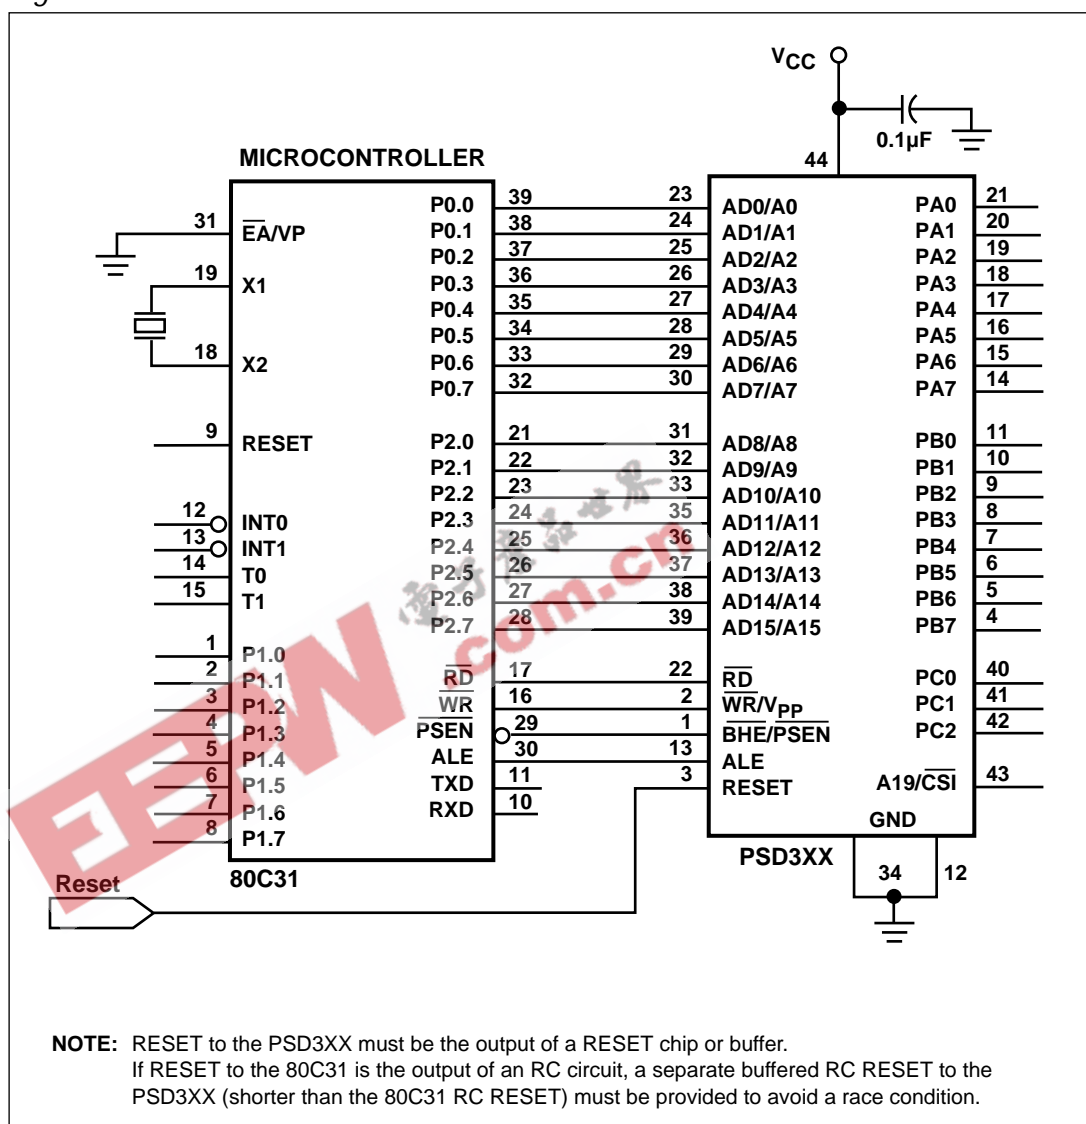 V CC
0.1µF
44
MICROCONTROLLER
31 EA/VP
19 X1
18 X2
9 RESET
12 INT0
13 INT1
14 T0
15 T1
1 P1.0
2 P1.1
3 P1.2
4 P1.3
5 P1.4
6 P1.5
7 P1.6
8 P1.7
P0.0 39
P0.1 38
P0.2 37
P0.3 36
P0.4 35
P0.5 34
P0.6 33
P0.7 32
P2.0 21
P2.1 22
P2.2 23
P2.3 24
P2.4 25
P2.5 26
P2.6 27
P2.7 28
RD 17
WR 16
PSEN 29
ALE 30
TXD 11
RXD 10
80C31
23 AD0/A0
24 AD1/A1
25 AD2/A2
26 AD3/A3
27 AD4/A4
28 AD5/A5
29 AD6/A6
30 AD7/A7
31 AD8/A8
32 AD9/A9
33 AD10/A10
35 AD11/A11
36 AD12/A12
37 AD13/A13
38 AD14/A14
39 AD15/A15
22 RD
2 WR/VPP
1 BHE/PSEN
13 ALE
3 RESET
PA0 21
PA1 20
PA2 19
PA3 18
PA4 17
PA5 16
PA6 15
PA7 14
PB0 11
PB1 10
PB2 9
PB3 8
PB4 7
PB5 6
PB6 5
PB7 4
PC0 40
PC1 41
PC2 42
A19/CSI 43
GND
PSD3XX
34 12
Reset
EEPW
.com.cn
電子產品世界
NOTE: RESET to the PSD3XX must be the output of a RESET chip or buffer.
If RESET to the 80C31 is the output of an RC circuit, a separate buffered RC RESET to the
PSD3XX (shorter than the 80C31 RC RESET) must be provided to avoid a race condition.